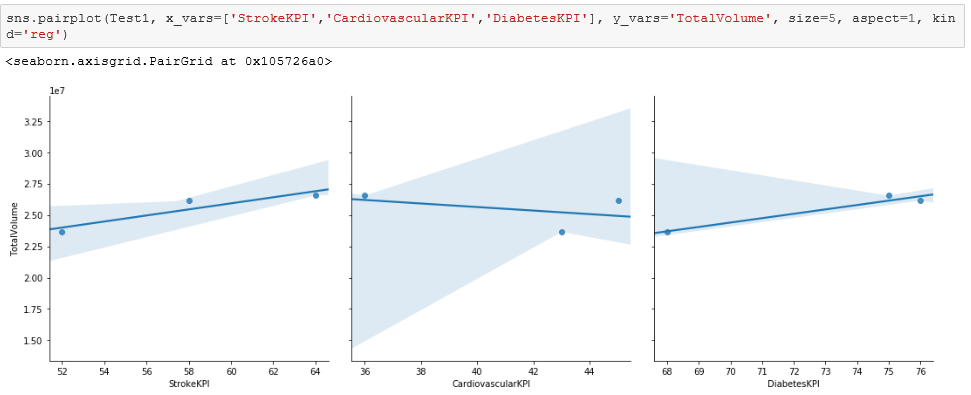 sns.pairplot(Test1, x_vars=['StrokeKPI','CardiovascularKPI','DiabetesKPI'], y_vars='TotalVolume', size=5, aspect=1, kin
d='reg')
<seaborn.axisgrid.PairGrid at 0x105726a0>
1e7
3.25
3.00
2.75
2.50
2.25
2.00
1.75
1.50
TotalVolume
52 54 56 58 60 62 64
StrokeKPI
36 38 40 42 44
CardiovascularKPI
68 69 70 71 72 73 74 75 76
DiabetesKPI